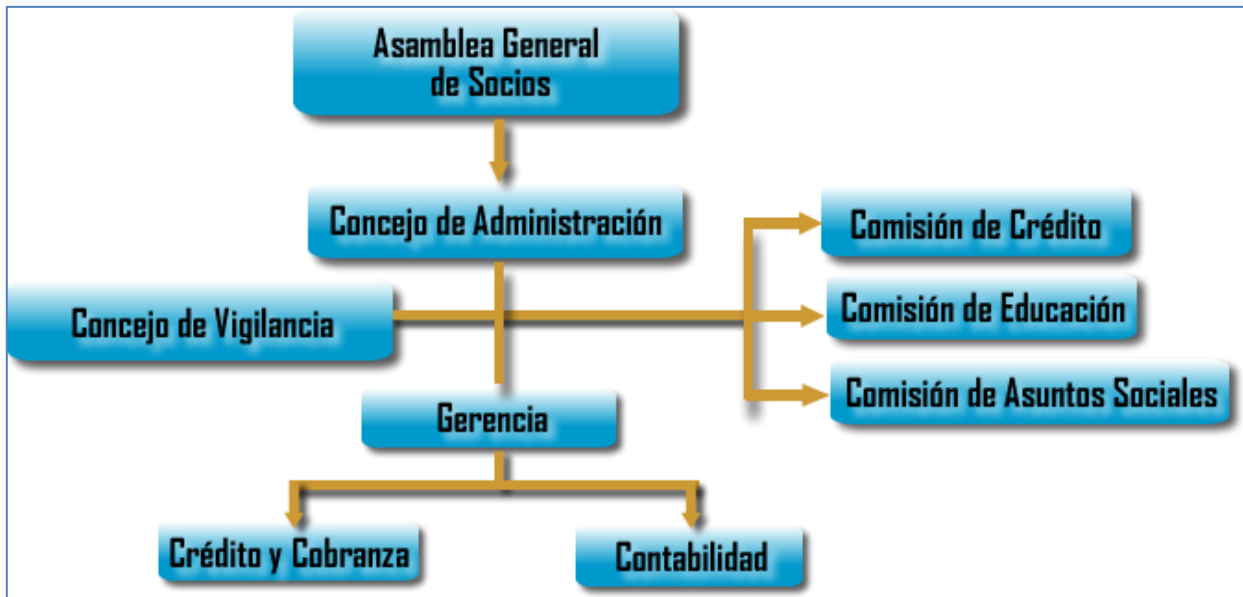 Asamblea General
de Socios
Concejo de Administración
Comisión de Crédito
Concejo de Vigilancia
Comisión de Educación
Comisión de Asuntos Sociales
Gerencia
Crédito y Cobranza
Contabilidad